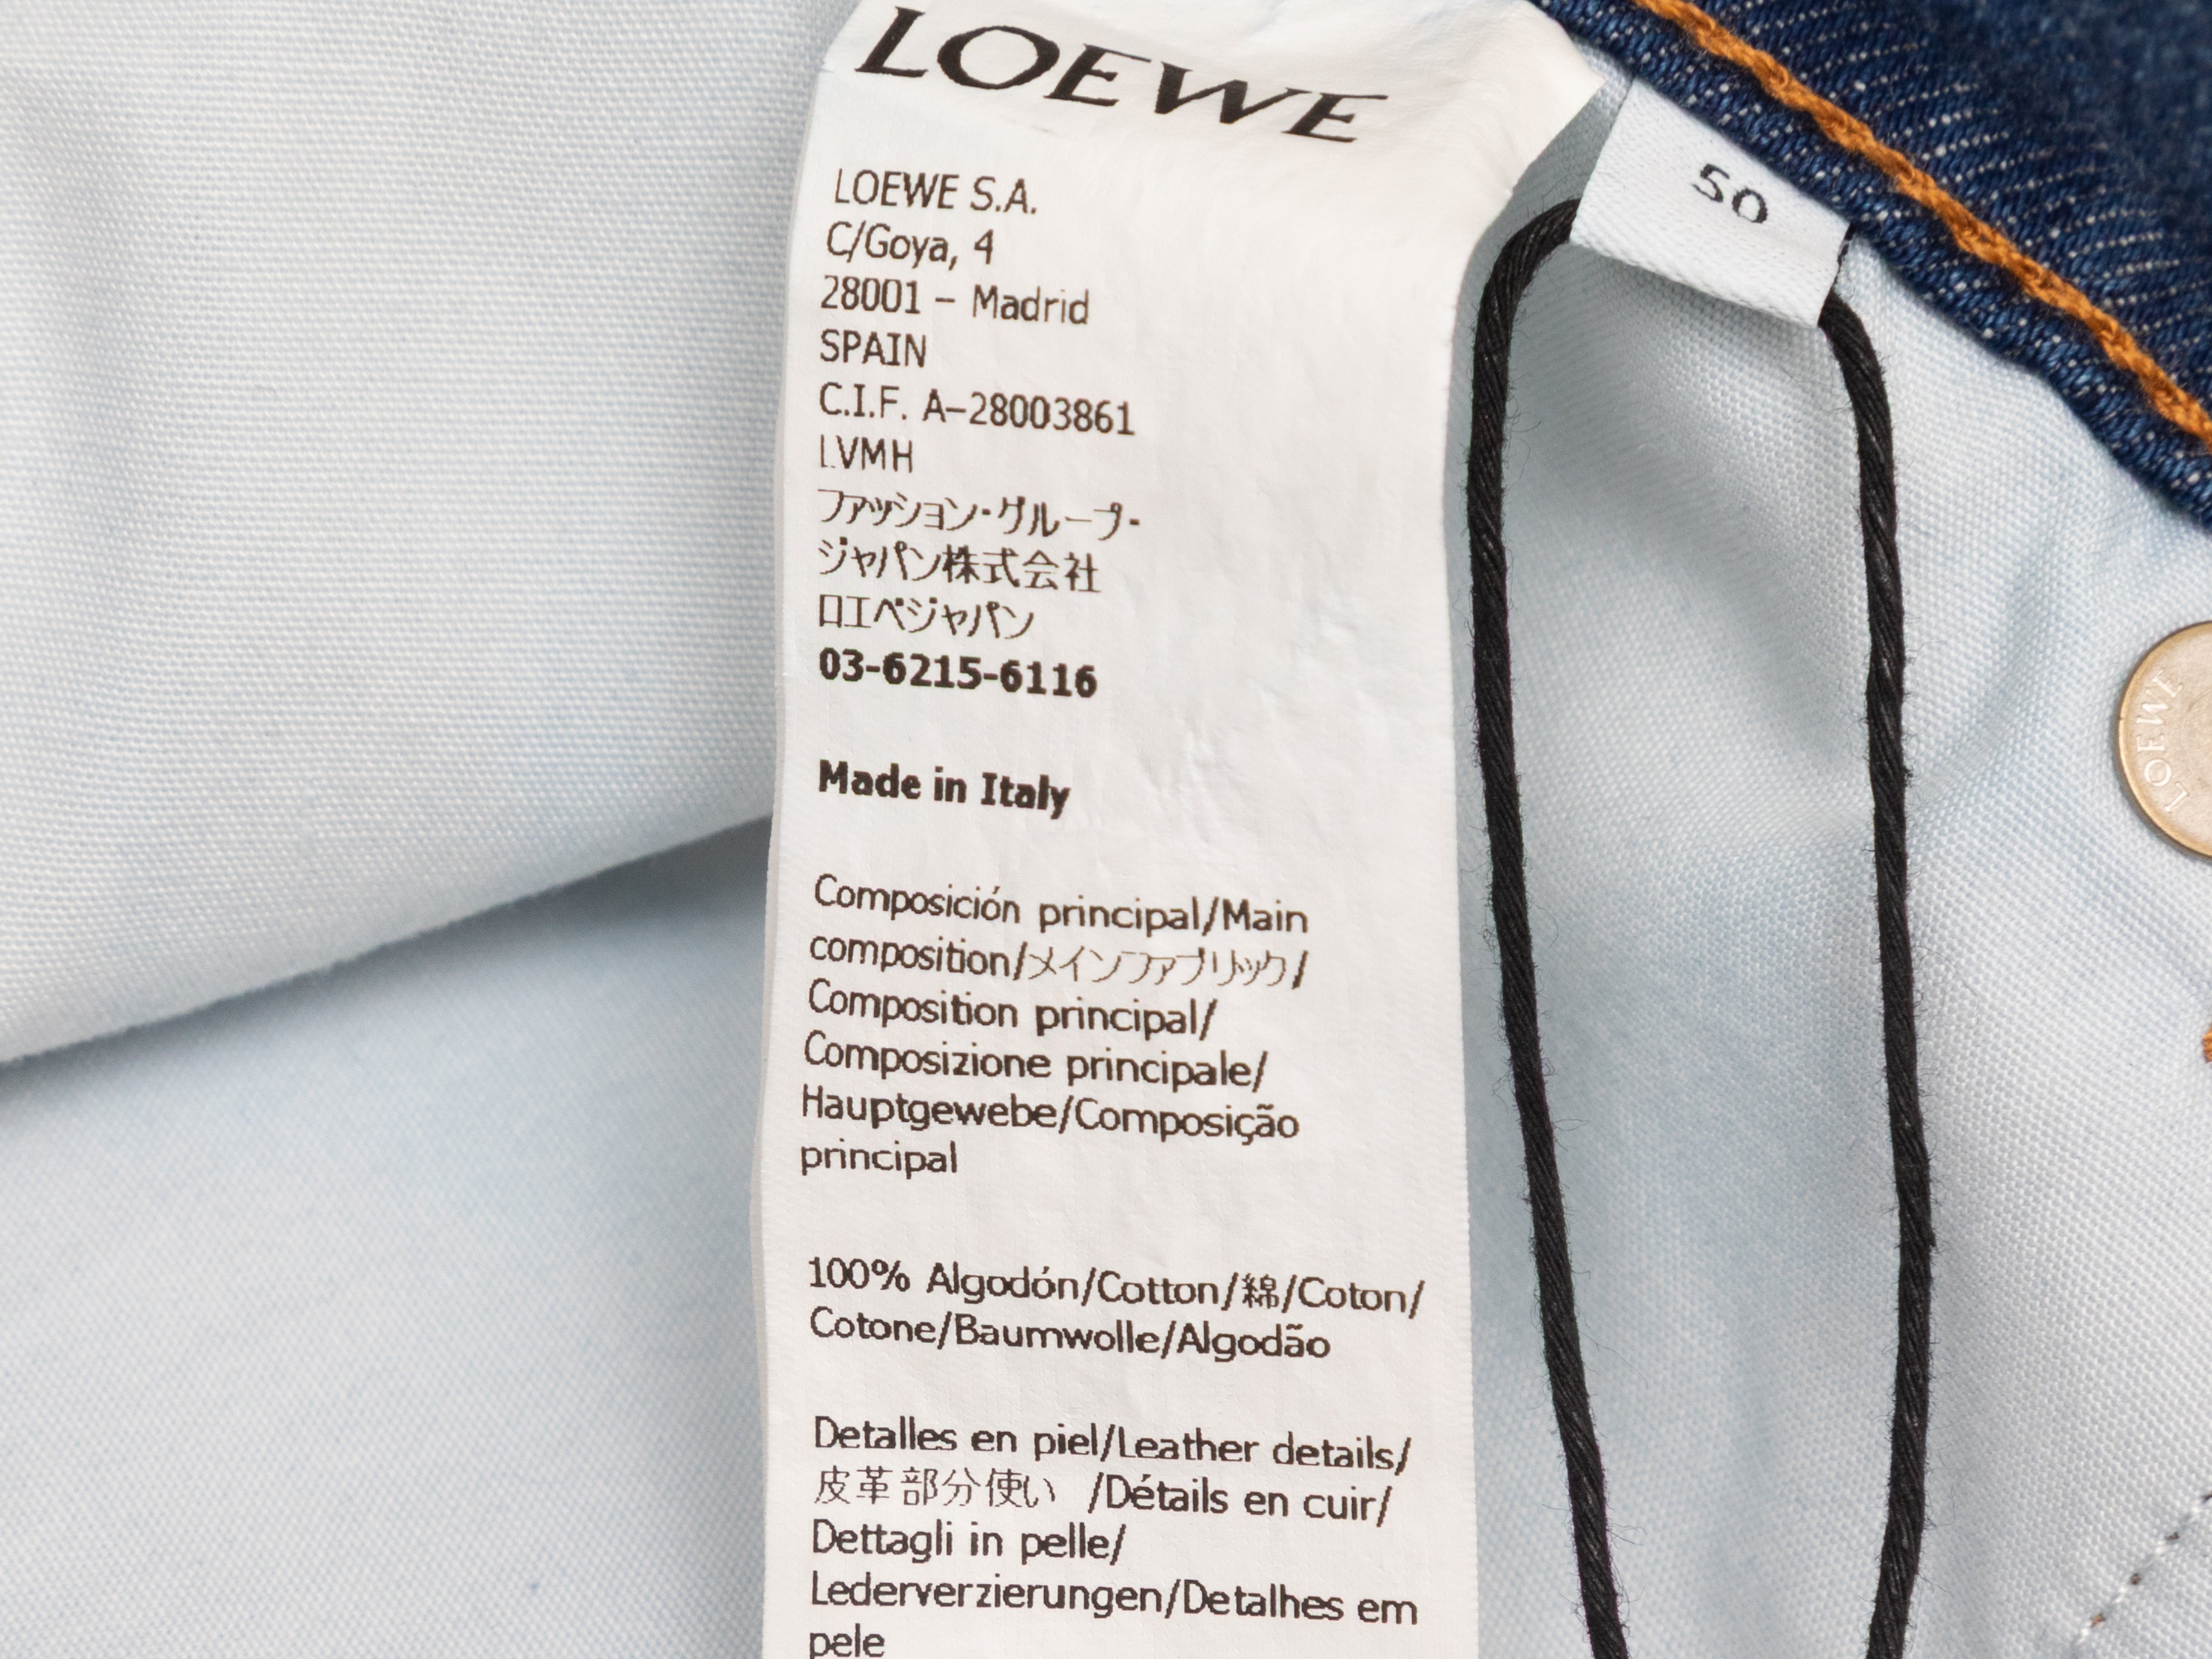 LOEWE
50
LOEWE S.A.
C/Goya, 4
28001 – Madrid
SPAIN
C.I.F. A–28003861
LVMH
ファッション・グループ・
ジャパン株式会社
ロエベジャパン
03-6215-6116
Made in Italy
Composición principal/Main
composition/メインファブリック/
Composition principal/
Composizione principale/
Hauptgewebe/Composição
principal
100% Algodón/Cotton/綿/Coton/
Cotone/Baumwolle/Algodão
Detalles en piel/Leather details/
皮革部分使い /Détails en cuir/
Dettagli in pelle/
Lederverzierungen/Detalhes em
pele
LOEWE